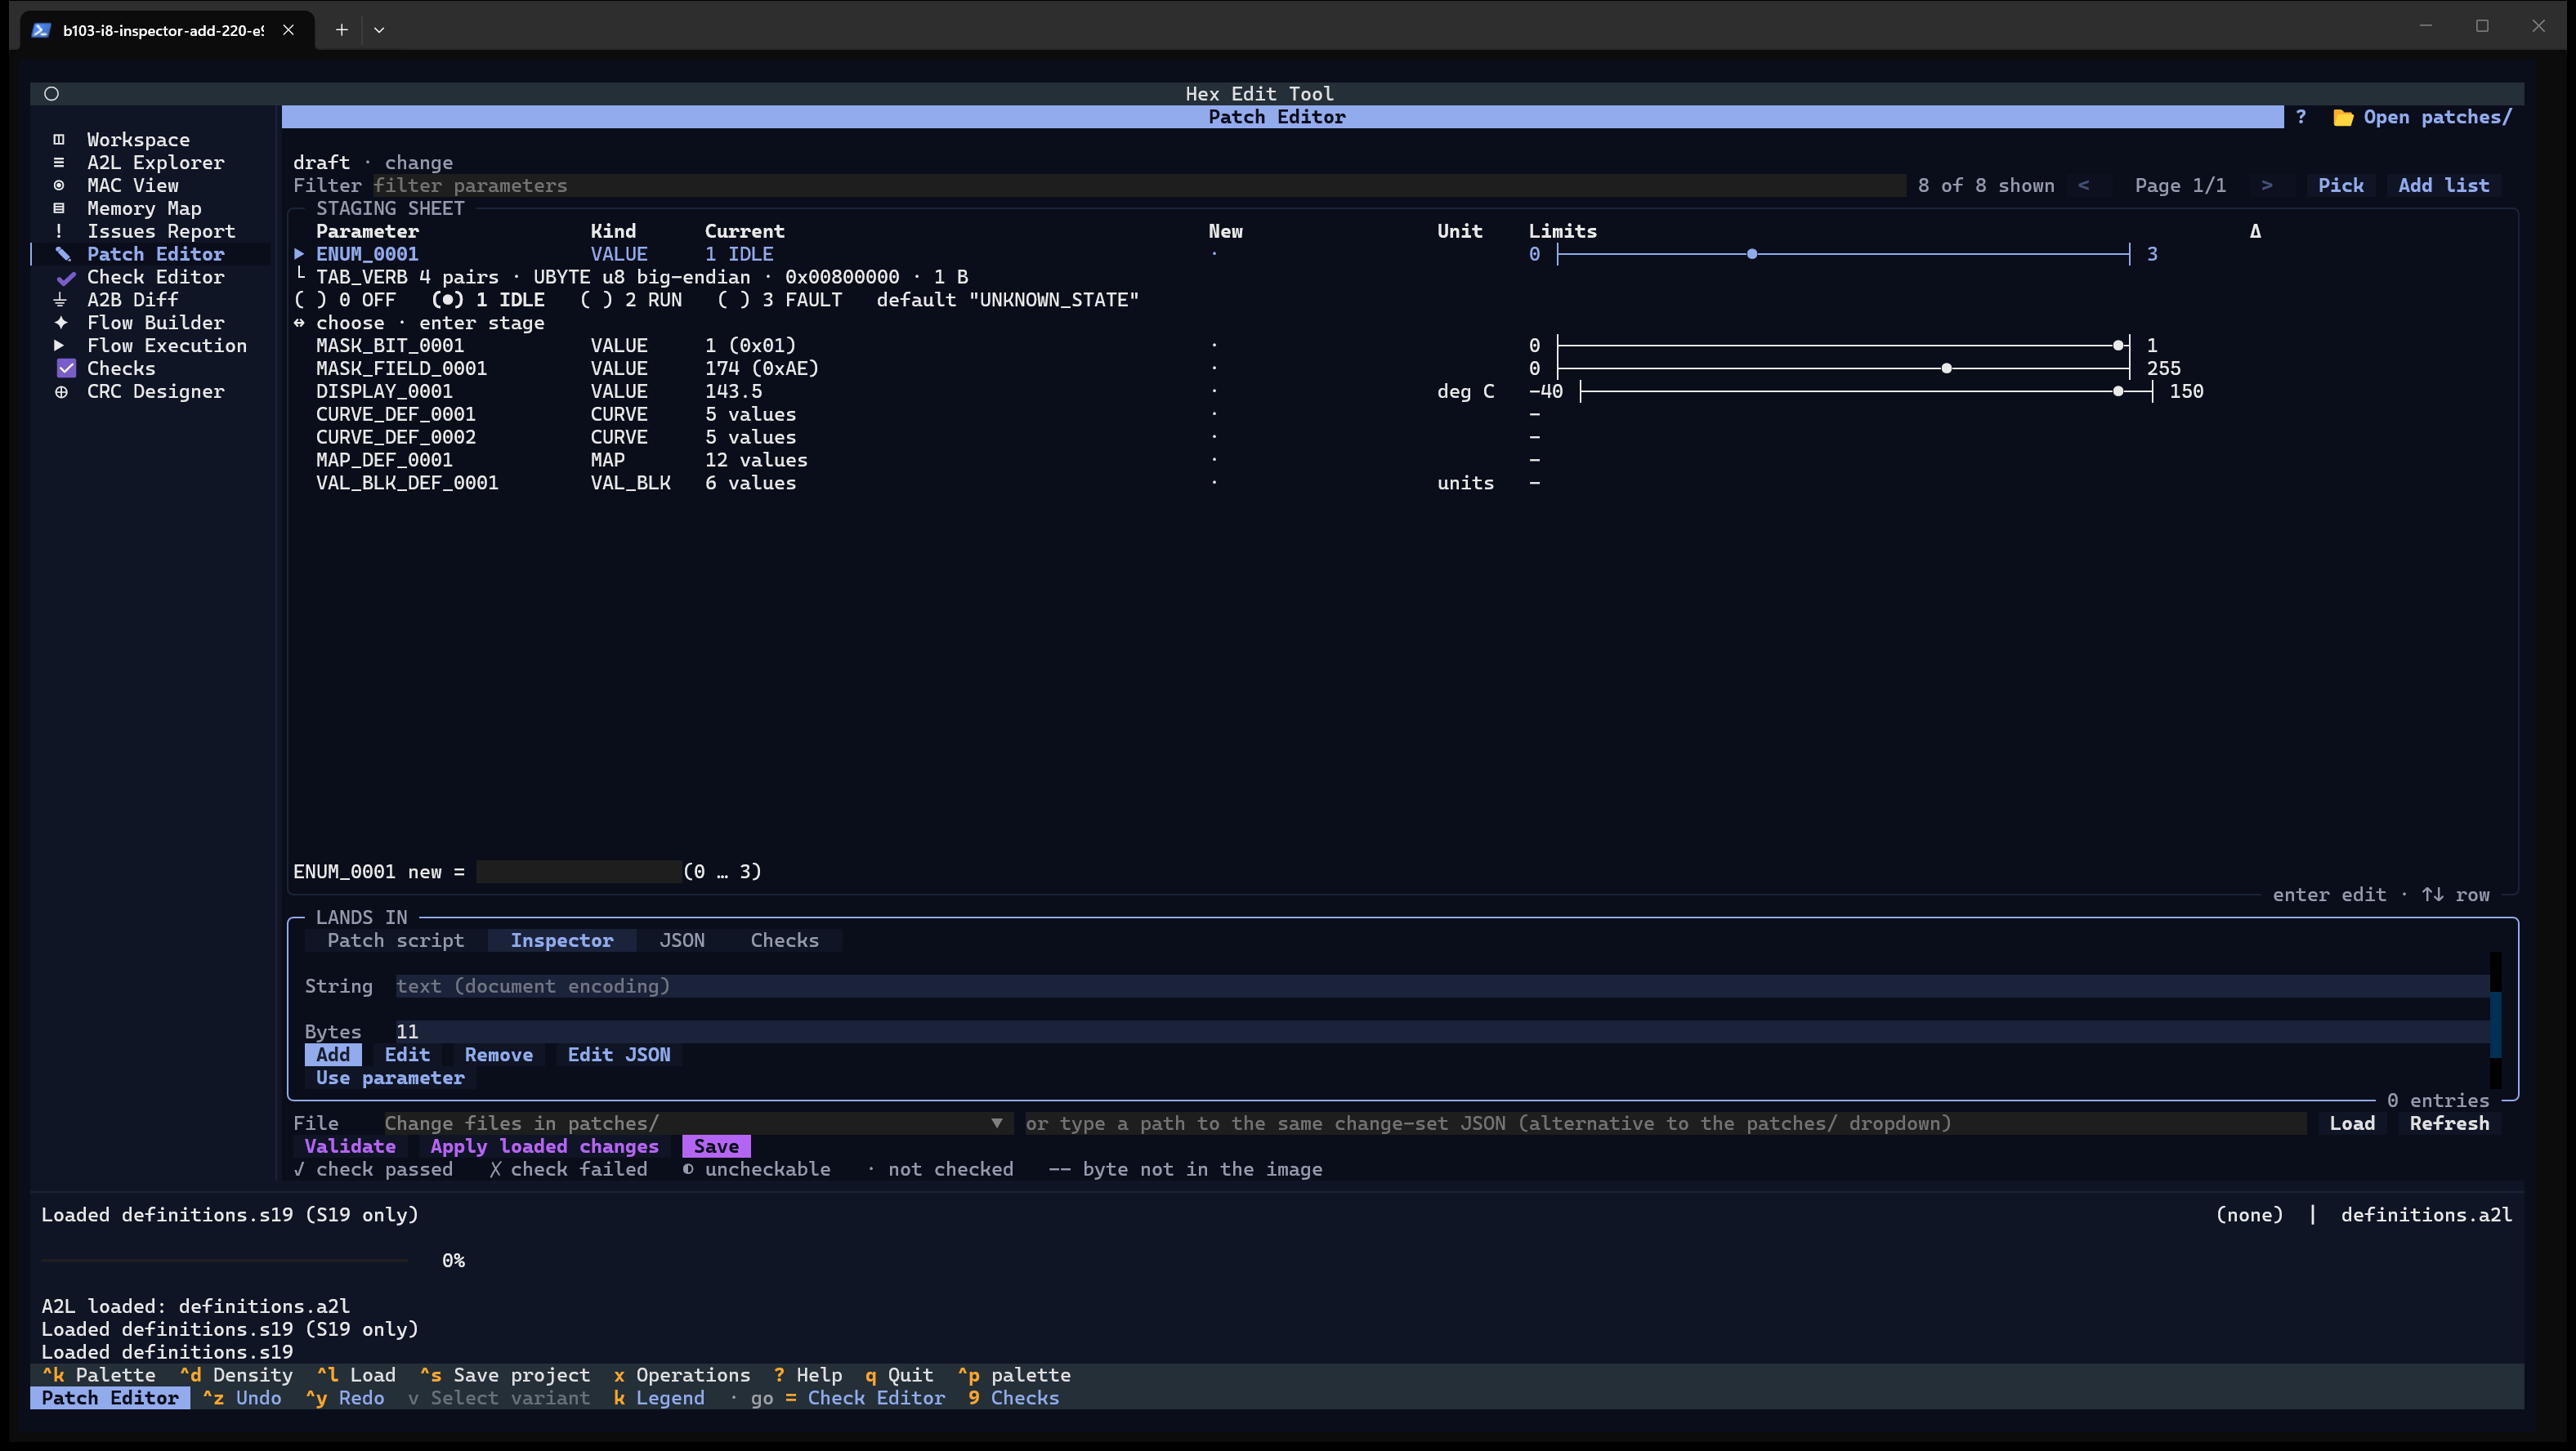 b103-i8-inspector-add-220-e9
Hex Edit Tool
Patch Editor ? Open patches/
Workspace
A2L Explorer
MAC View
Memory Map
! Issues Report
Patch Editor
Check Editor
A2B Diff
Flow Builder
Flow Execution
Checks
CRC Designer
draft · change
Filter filter parameters 8 of 8 shown < Page 1/1 > Pick Add list
STAGING SHEET
Parameter Kind Current New Unit Limits Δ
▶ ENUM_0001 VALUE 1 IDLE · 0 3
└ TAB_VERB 4 pairs · UBYTE u8 big-endian · 0x00800000 · 1 B
( ) 0 OFF (●) 1 IDLE ( ) 2 RUN ( ) 3 FAULT default "UNKNOWN_STATE"
↔ choose · enter stage
MASK_BIT_0001 VALUE 1 (0x01) · 0 1
MASK_FIELD_0001 VALUE 174 (0xAE) · 0 255
DISPLAY_0001 VALUE 143.5 · deg C -40 150
CURVE_DEF_0001 CURVE 5 values · -
CURVE_DEF_0002 CURVE 5 values · -
MAP_DEF_0001 MAP 12 values · -
VAL_BLK_DEF_0001 VAL_BLK 6 values · units -
ENUM_0001 new = (0 … 3)
enter edit · ↑↓ row
LANDS IN
Patch script Inspector JSON Checks
String text (document encoding)
Bytes 11
Add Edit Remove Edit JSON
Use parameter
0 entries
File Change files in patches/ ▼ or type a path to the same change-set JSON (alternative to the patches/ dropdown) Load Refresh
Validate Apply loaded changes Save
✓ check passed ✗ check failed ◐ uncheckable · not checked -- byte not in the image
Loaded definitions.s19 (S19 only) (none) | definitions.a2l
0%
A2L loaded: definitions.a2l
Loaded definitions.s19 (S19 only)
Loaded definitions.s19
^k Palette ^d Density ^l Load ^s Save project x Operations ? Help q Quit ^p palette
Patch Editor ^z Undo ^y Redo v Select variant k Legend · go = Check Editor 9 Checks